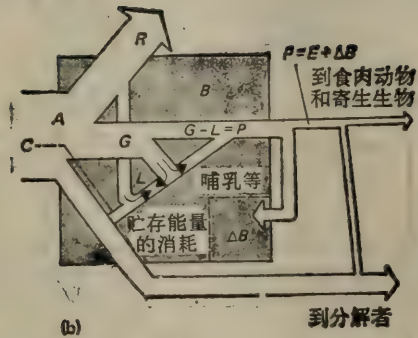 R
P=E+ΔB
到食肉动物
和寄生生物
B
A
G-L=P
C
G
L
哺乳等
贮存能量
的消耗
ΔB
(b)
到分解者